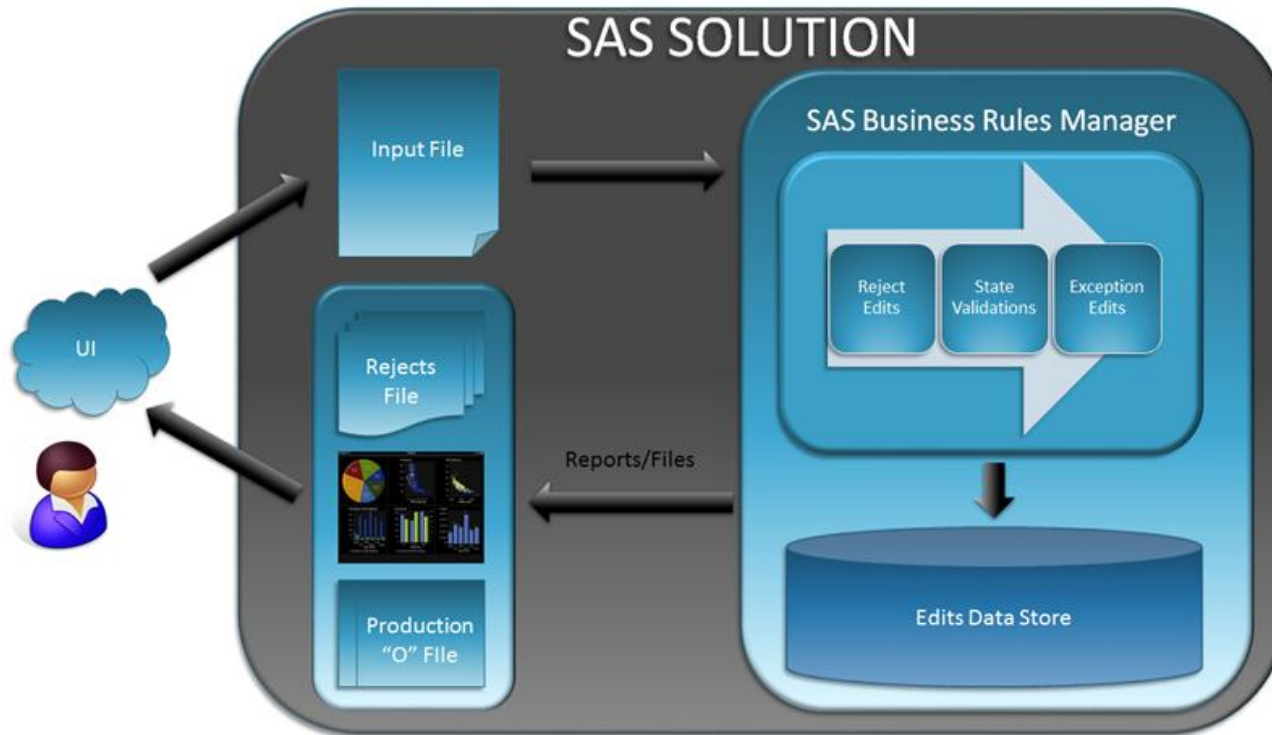 SAS SOLUTION
Input File
SAS Business Rules Manager
Reject
Edits
State
Validations
Exception
Edits
UI
Rejects
File
Reports/Files
Production
“O” FIle
Edits Data Store